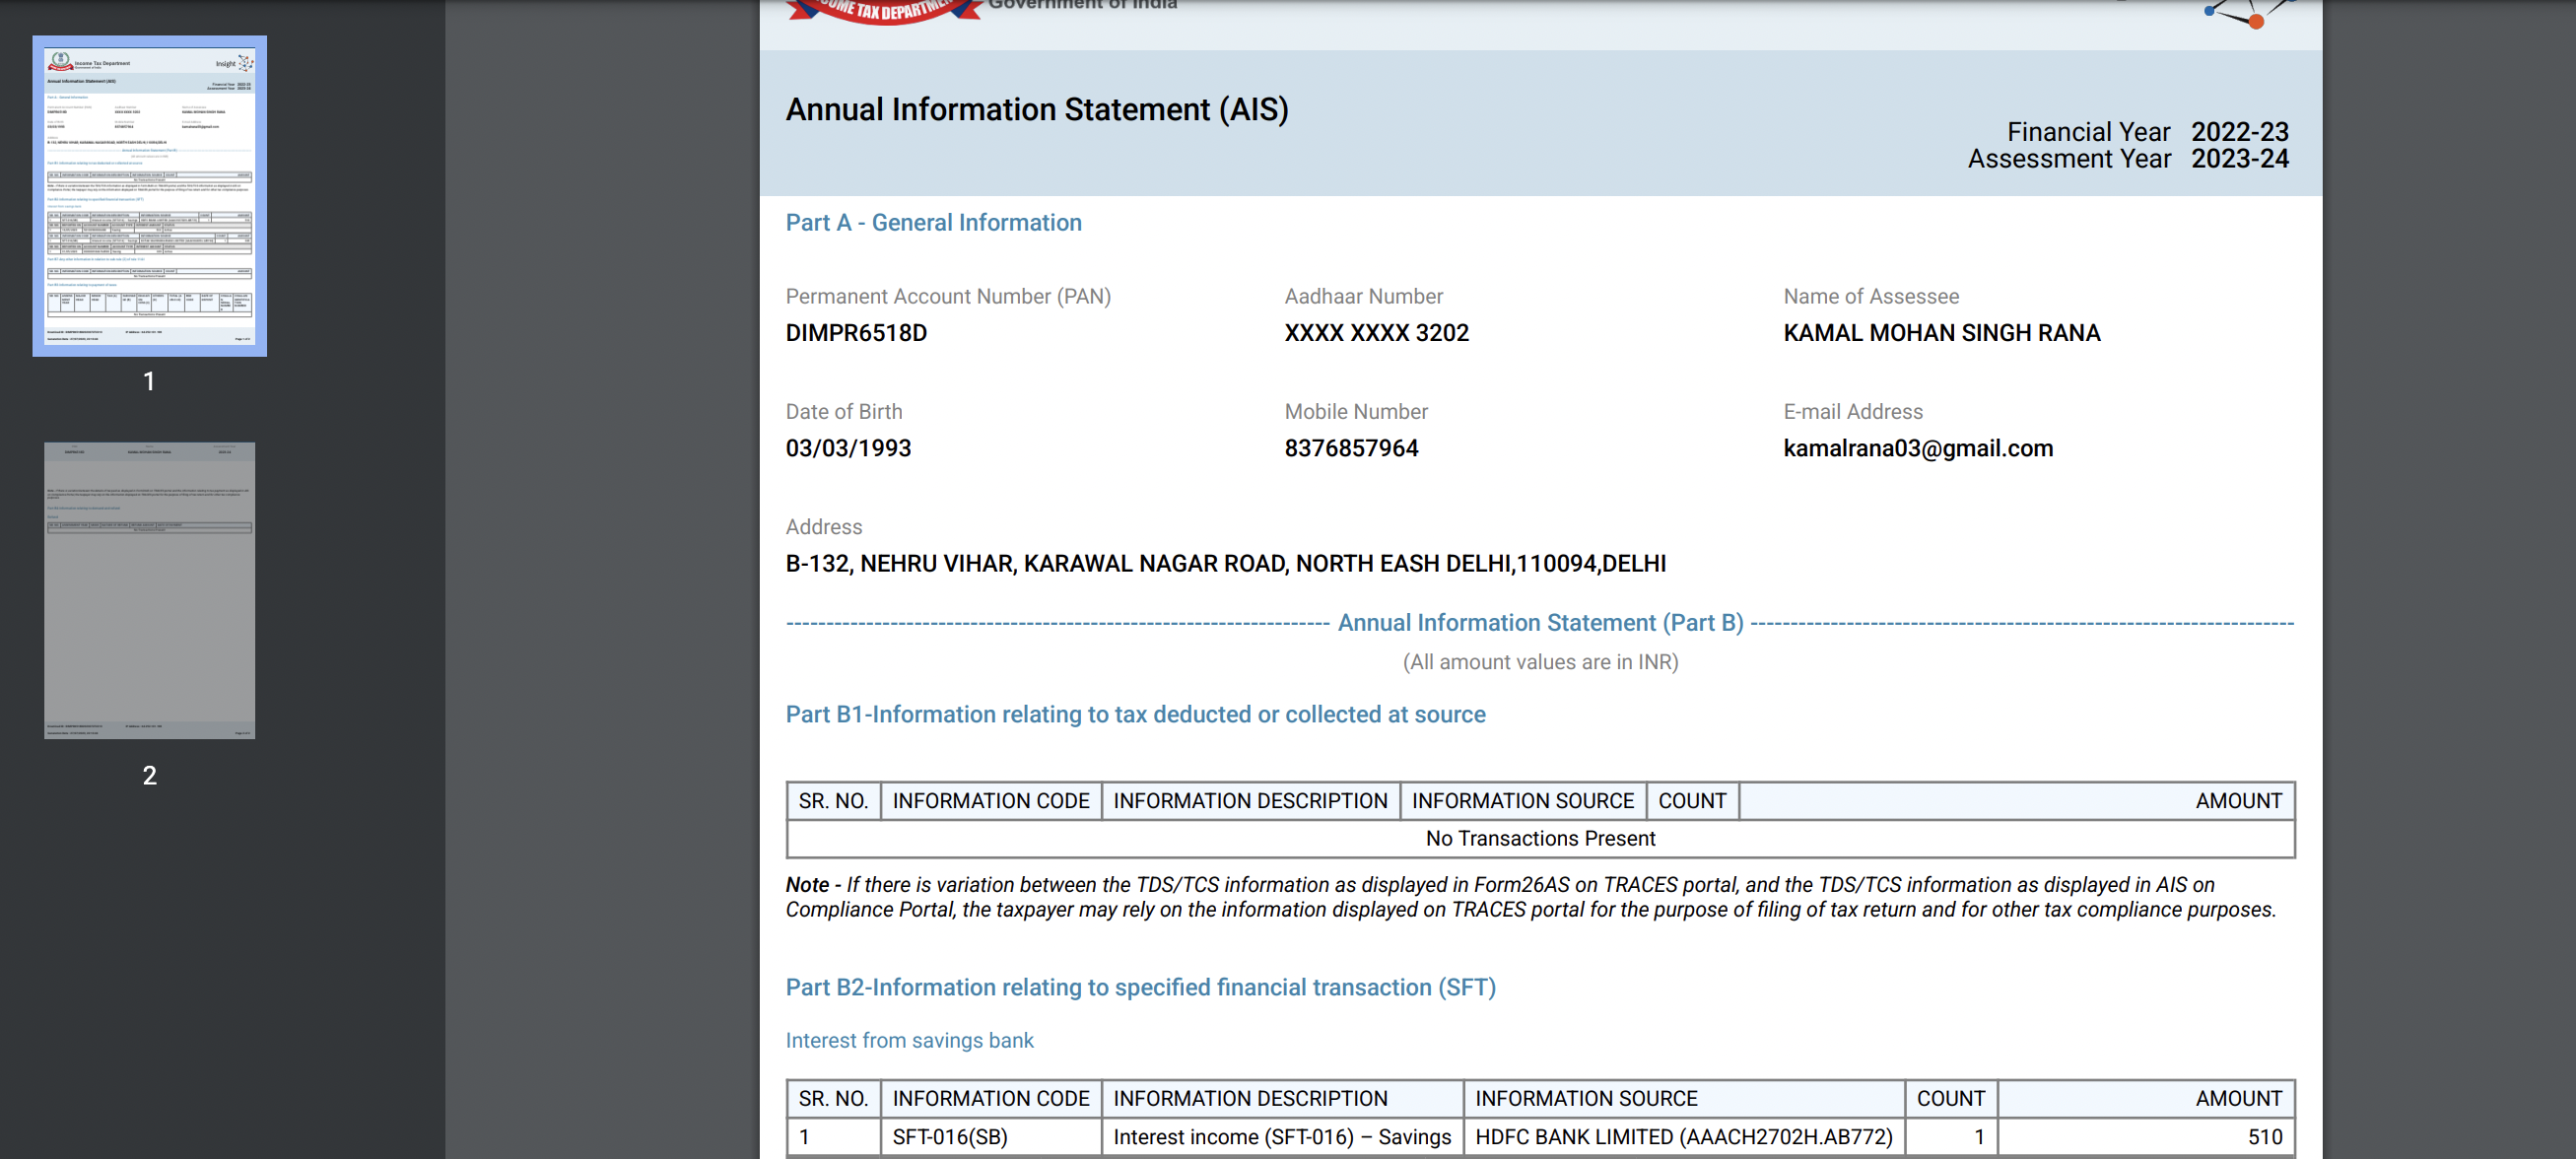 INCOME TAX DEPARTMENT
Government of India
Annual Information Statement (AIS)
Financial Year 2022-23
Assessment Year 2023-24
Part A - General Information
Permanent Account Number (PAN) Aadhaar Number Name of Assessee
DIMPR6518D XXXX XXXX 3202 KAMAL MOHAN SINGH RANA
Date of Birth Mobile Number E-mail Address
03/03/1993 8376857964 kamalrana03@gmail.com
Address
B-132, NEHRU VIHAR, KARAWAL NAGAR ROAD, NORTH EASH DELHI,110094,DELHI
Annual Information Statement (Part B)
(All amount values are in INR)
Part B1-Information relating to tax deducted or collected at source
SR. NO. INFORMATION CODE INFORMATION DESCRIPTION INFORMATION SOURCE COUNT AMOUNT
No Transactions Present
Note - If there is variation between the TDS/TCS information as displayed in Form26AS on TRACES portal, and the TDS/TCS information as displayed in AIS on
Compliance Portal, the taxpayer may rely on the information displayed on TRACES portal for the purpose of filing of tax return and for other tax compliance purposes.
Part B2-Information relating to specified financial transaction (SFT)
Interest from savings bank
SR. NO. INFORMATION CODE INFORMATION DESCRIPTION INFORMATION SOURCE COUNT AMOUNT
1 SFT-016(SB) Interest income (SFT-016) – Savings HDFC BANK LIMITED (AAACH2702H.AB772) 1 510
Income Tax Department
Insight
Annual Information Statement (AIS)
1
2